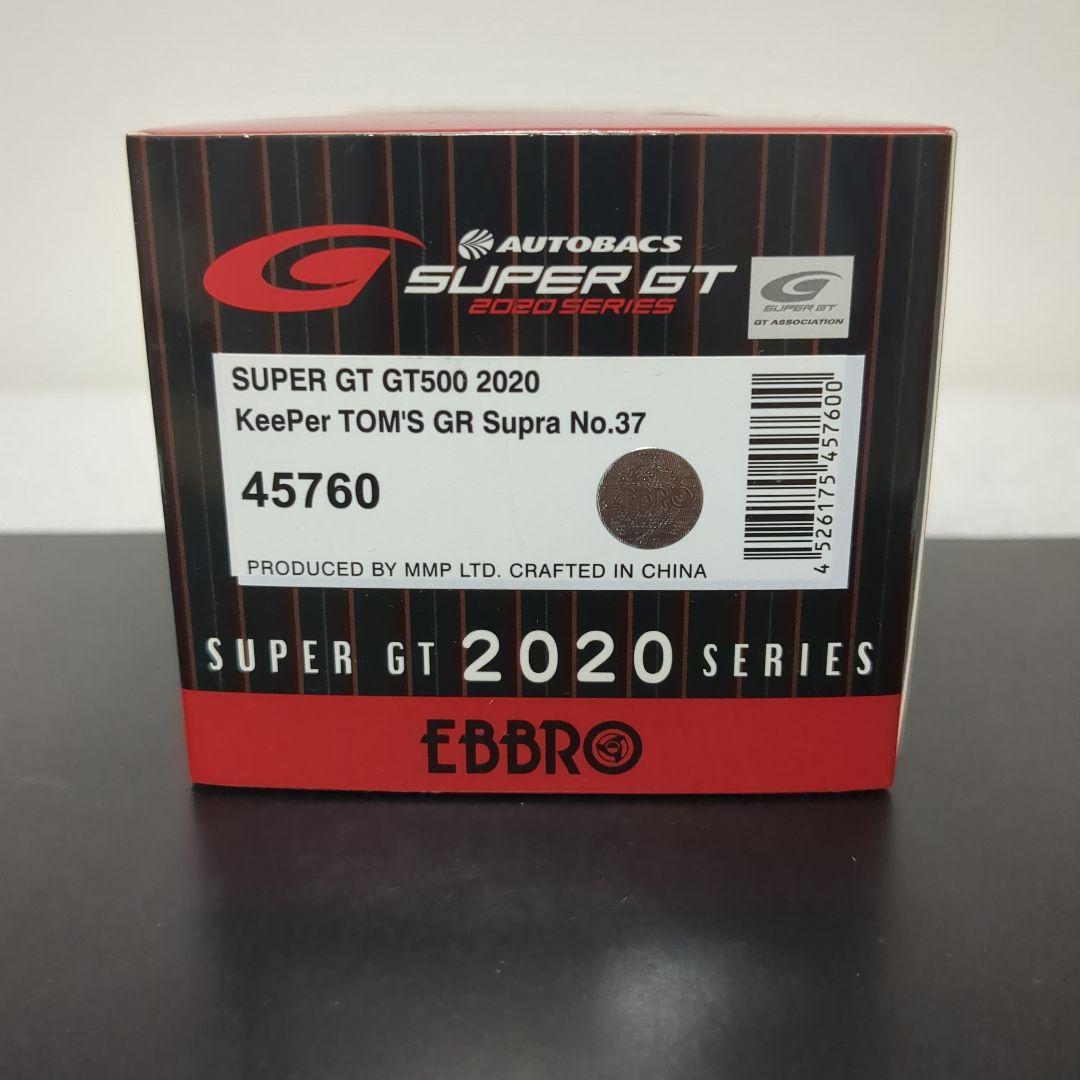 AUTOBACS
SUPER GT
2020 SERIES
SUPER GT
GT ASSOCIATION
SUPER GT GT500 2020
KeePer TOM'S GR Supra No.37
45760
EBBRO
4 526175 457600
PRODUCED BY MMP LTD. CRAFTED IN CHINA
SUPER GT 2020 SERIES
EBBRO